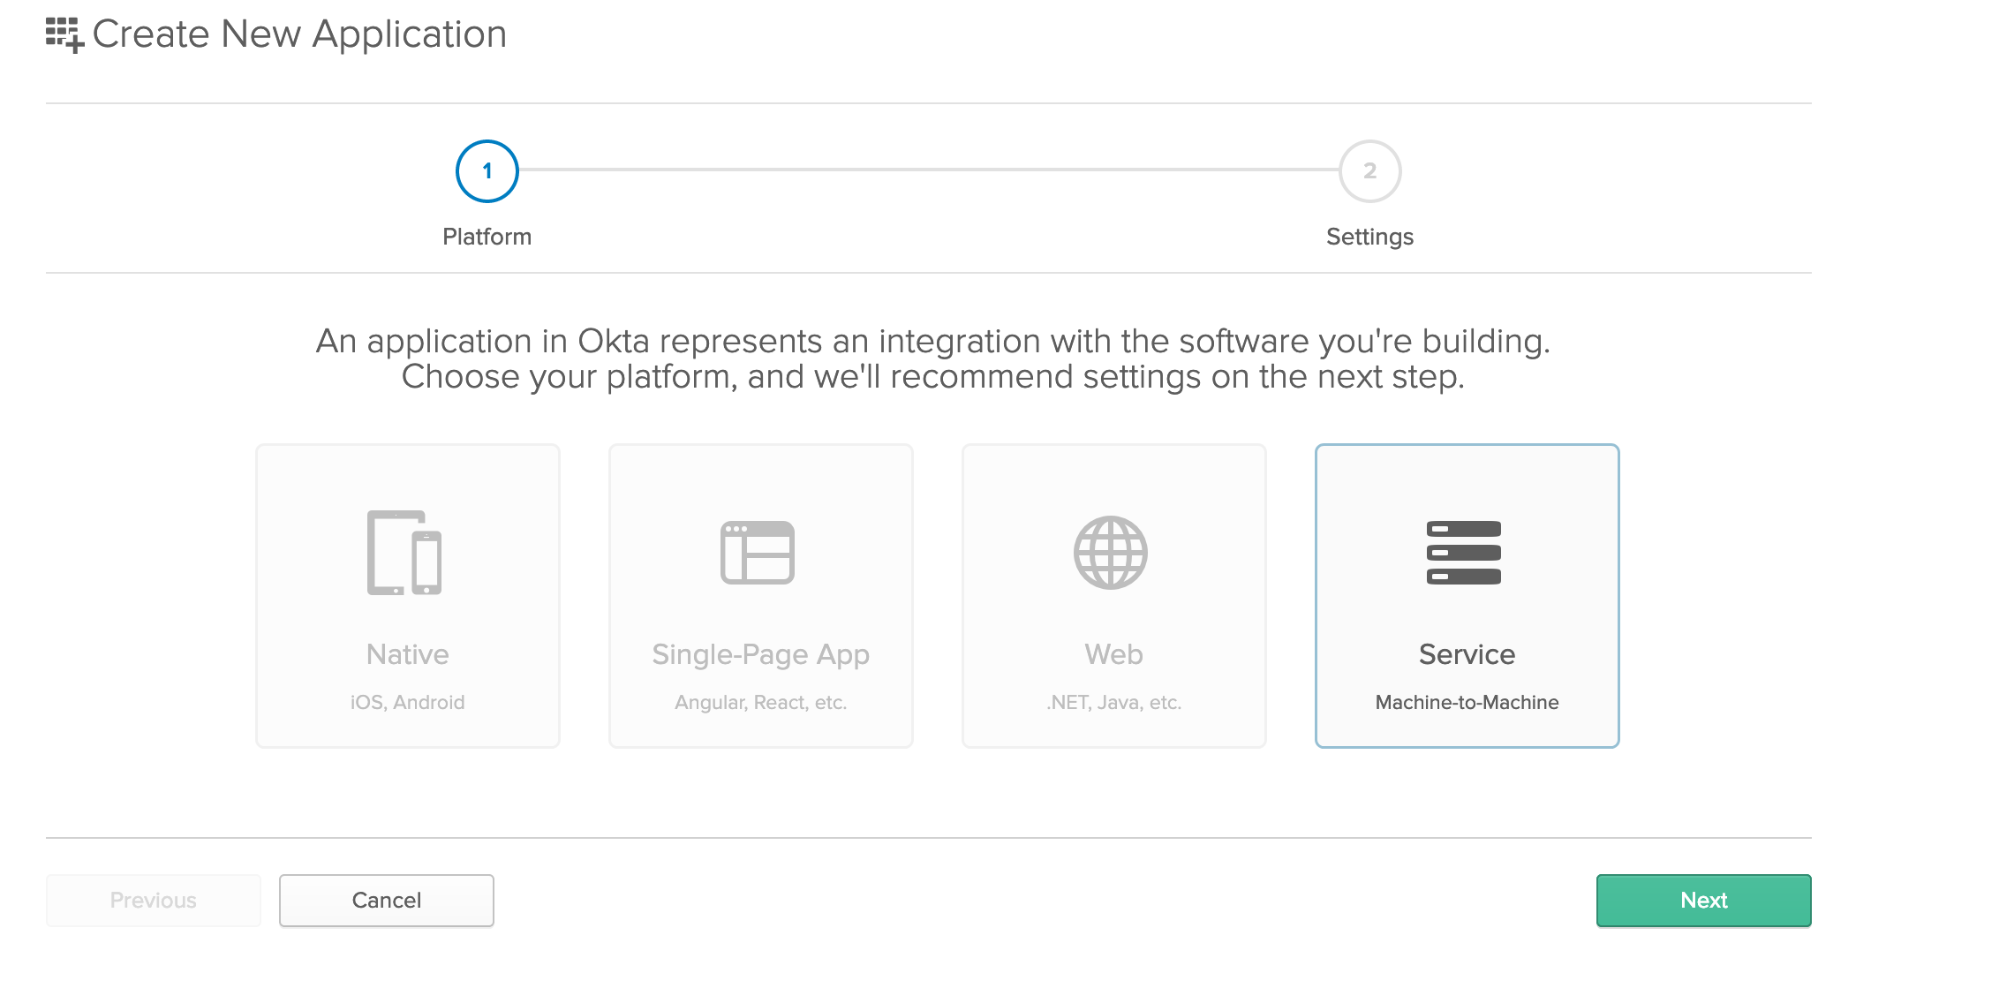 Create New Application
1
2
Platform
Settings
An application in Okta represents an integration with the software you're building.
Choose your platform, and we'll recommend settings on the next step.
Native
iOS, Android
Single-Page App
Angular, React, etc.
Web
.NET, Java, etc.
Service
Machine-to-Machine
Previous
Cancel
Next